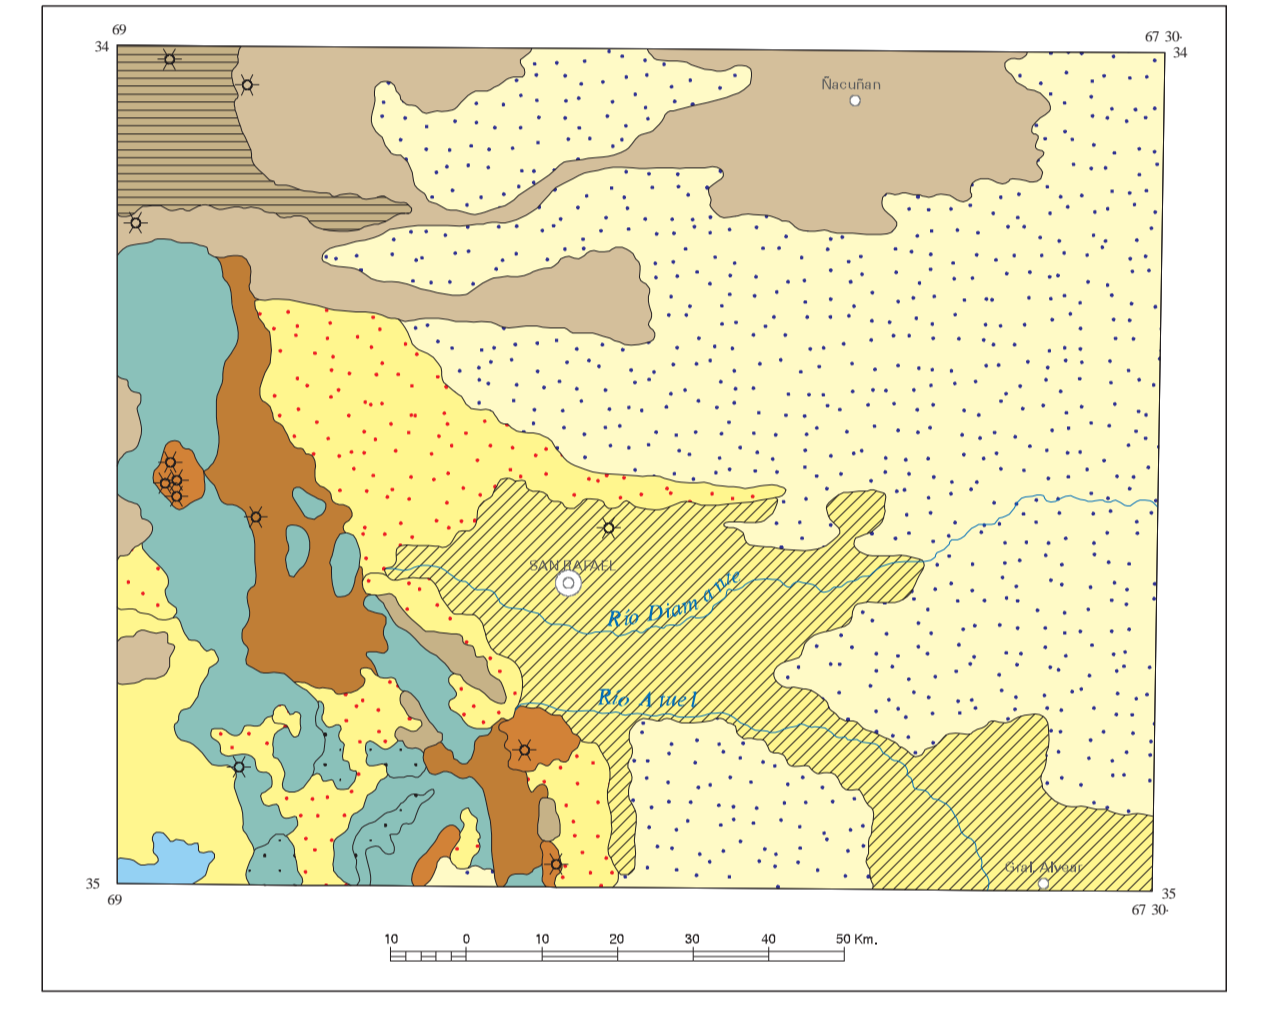 69
67 30·
34
34
Ñacuñan
SAN RAFAEL
Río Diamante
Río Atuel
Gral. Alvear
35
35
69
67 30·
10 0 10 20 30 40 50 Km.